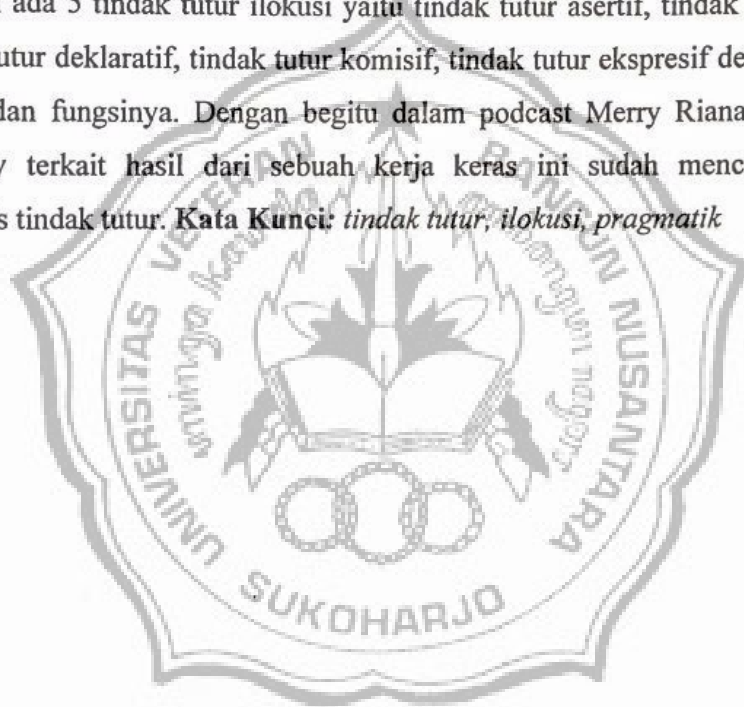 ada 5 tindak tutur ilokusi yaitu tindak tutur asertif, tindak
utur deklaratif, tindak tutur komisif, tindak tutur ekspresif de
dan fungsinya. Dengan begitu dalam podcast Merry Riana
terkait hasil dari sebuah kerja keras ini sudah menc
s tindak tutur. Kata Kunci: tindak tutur, ilokusi, pragmatik
UNIVERSITAS VETERAN BANGUN NUSANTARA
SUKOHARJO